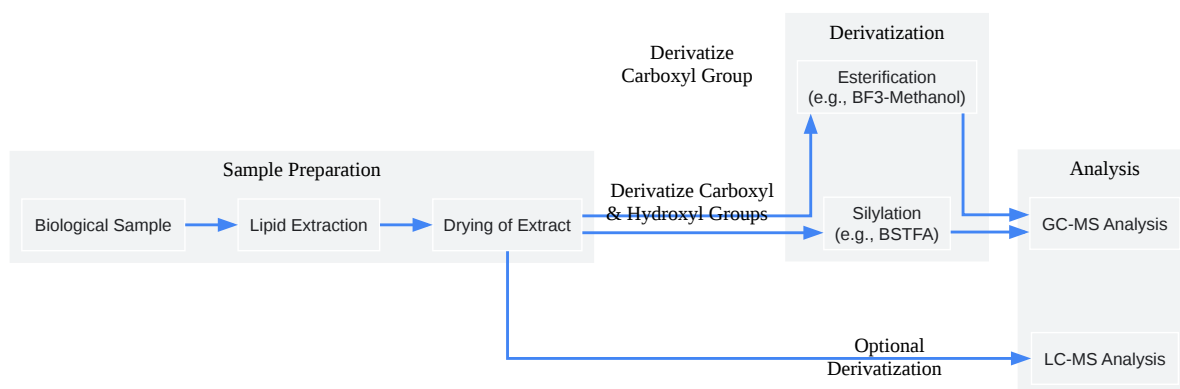 Derivatization
Derivatize
Carboxyl Group
Esterification
(e.g., BF3-Methanol)
Sample Preparation
Analysis
Derivatize Carboxyl
& Hydroxyl Groups
Biological Sample
Lipid Extraction
Drying of Extract
Silylation
(e.g., BSTFA)
GC-MS Analysis
Optional
Derivatization
LC-MS Analysis